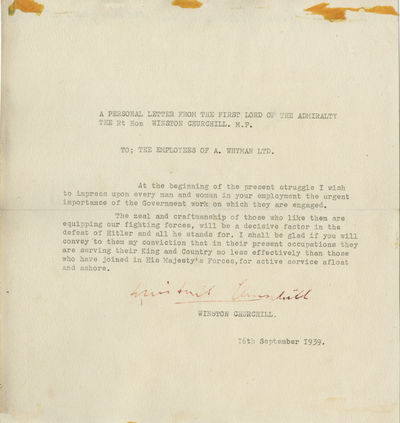 A PERSONAL LETTER FROM THE FIRST LORD OF THE ADMIRALTY
THE Rt Hon WINSTON CHURCHILL. M.P.
TO; THE EMPLOYEES OF A. WHYMAN LTD.
At the beginning of the present struggle I wish
to impress upon every man and woman in your employment the urgent
importance of the Government work on which they are engaged.
The zeal and craftmanship of those who like them are
equipping our fighting forces, will be a decisive factor in the
defeat of Hitler and all he stands for. I shall be glad if you will
convey to them my conviction that in their present occupations they
are serving their King and Country no less effectively than those
who have joined in His Majesty's Forces,for active service afloat
and ashore.
Winston Churchill
WINSTON CHURCHILL.
16th September 1939.